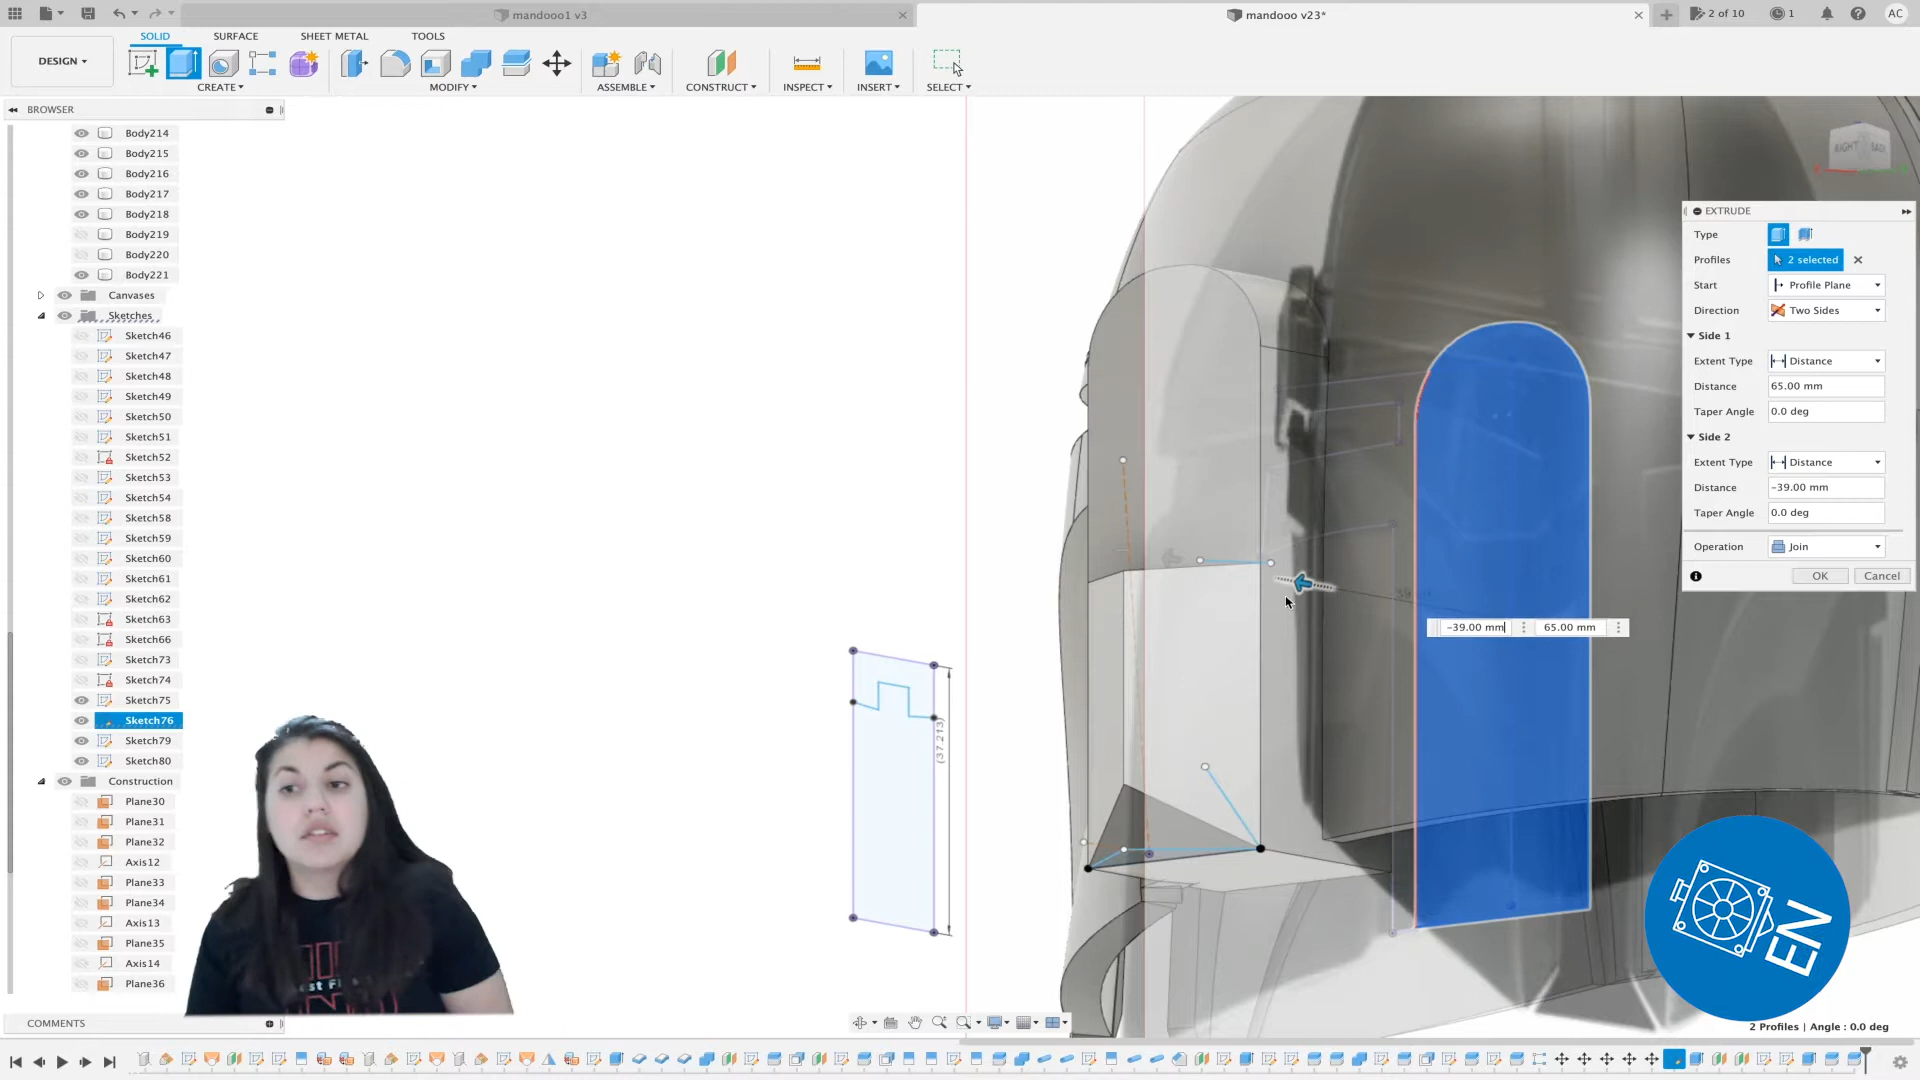 mandooo1 v3
mandooo v23*
2 of 10
1
AC
DESIGN
SOLID
SURFACE
SHEET METAL
TOOLS
CREATE
MODIFY
ASSEMBLE
CONSTRUCT
INSPECT
INSERT
SELECT
BROWSER
Body214
Body215
Body216
Body217
Body218
Body219
Body220
Body221
Canvases
Sketches
Sketch46
Sketch47
Sketch48
Sketch49
Sketch50
Sketch51
Sketch52
Sketch53
Sketch54
Sketch58
Sketch59
Sketch60
Sketch61
Sketch62
Sketch63
Sketch66
Sketch73
Sketch74
Sketch75
Sketch76
Sketch79
Sketch80
Construction
Plane30
Plane31
Plane32
Axis12
Plane33
Plane34
Axis13
Plane35
Axis14
Plane36
COMMENTS
(37.213)
RIGHT
BACK
EXTRUDE
Type
Profiles 2 selected
Start Profile Plane
Direction Two Sides
Side 1
Extent Type Distance
Distance 65.00 mm
Taper Angle 0.0 deg
Side 2
Extent Type Distance
Distance -39.00 mm
Taper Angle 0.0 deg
Operation Join
OK Cancel
-39.00 mm 65.00 mm
EN
2 Profiles | Angle : 0.0 deg